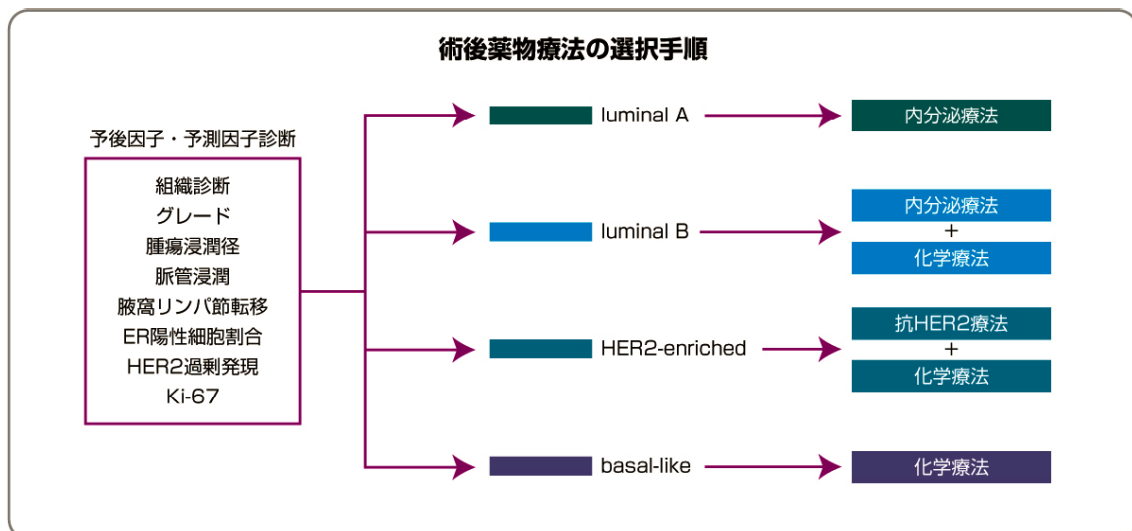 術後薬物療法の選択手順
予後因子・予測因子診断
組織診断
グレード
腫瘍浸潤径
脈管浸潤
腋窩リンパ節転移
ER陽性細胞割合
HER2過剰発現
Ki-67
luminal A
内分泌療法
luminal B
内分泌療法
+
化学療法
HER2-enriched
抗HER2療法
+
化学療法
basal-like
化学療法